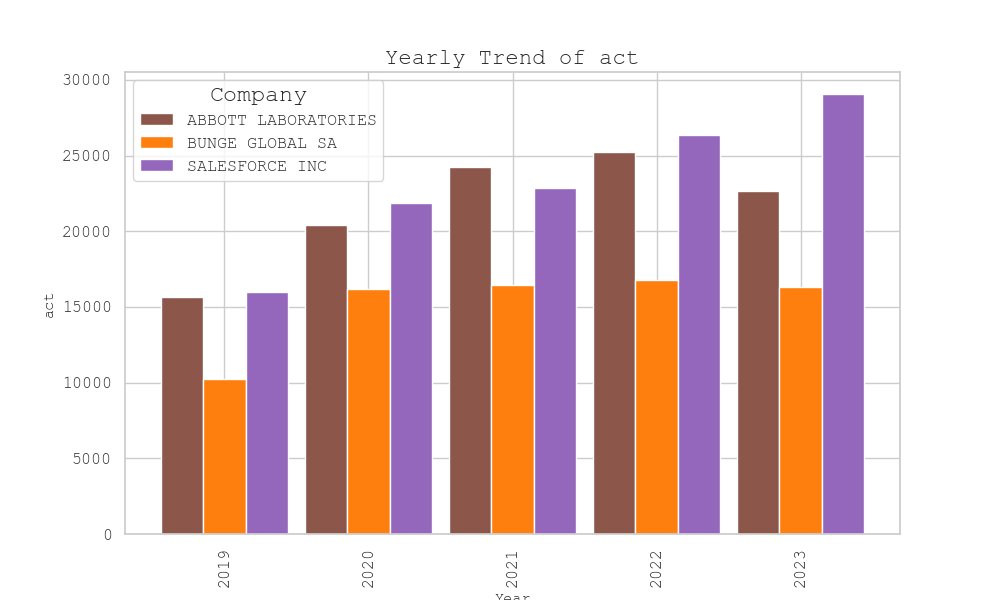 Yearly Trend of act
Company
ABBOTT LABORATORIES
BUNGE GLOBAL SA
SALESFORCE INC
30000
25000
20000
15000
10000
5000
0
act
2019
2020
2021
2022
2023
Year